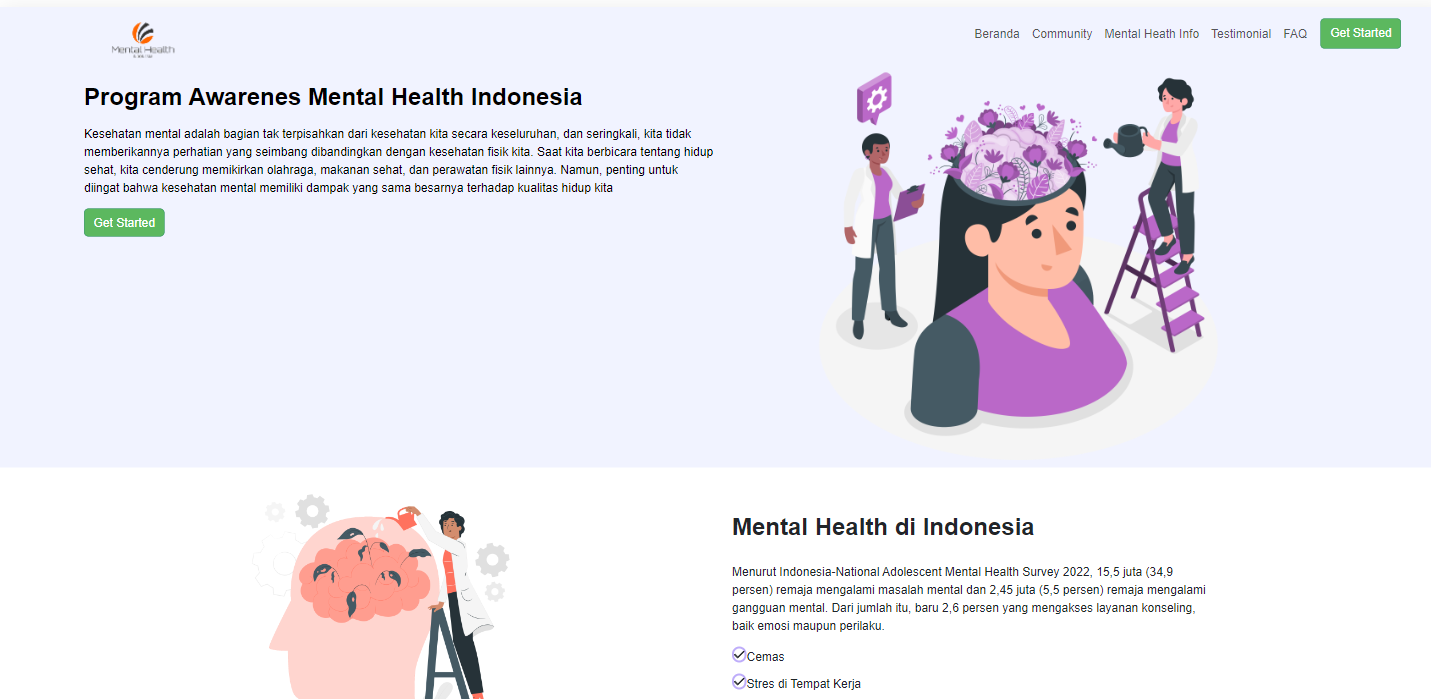 Mental Health
Beranda Community Mental Heath Info Testimonial FAQ Get Started
Program Awarenes Mental Health Indonesia
Kesehatan mental adalah bagian tak terpisahkan dari kesehatan kita secara keseluruhan, dan seringkali, kita tidak
memberikannya perhatian yang seimbang dibandingkan dengan kesehatan fisik kita. Saat kita berbicara tentang hidup
sehat, kita cenderung memikirkan olahraga, makanan sehat, dan perawatan fisik lainnya. Namun, penting untuk
diingat bahwa kesehatan mental memiliki dampak yang sama besarnya terhadap kualitas hidup kita
Get Started
Mental Health di Indonesia
Menurut Indonesia-National Adolescent Mental Health Survey 2022, 15,5 juta (34,9
persen) remaja mengalami masalah mental dan 2,45 juta (5,5 persen) remaja mengalami
gangguan mental. Dari jumlah itu, baru 2,6 persen yang mengakses layanan konseling,
baik emosi maupun perilaku.
Cemas
Stres di Tempat Kerja